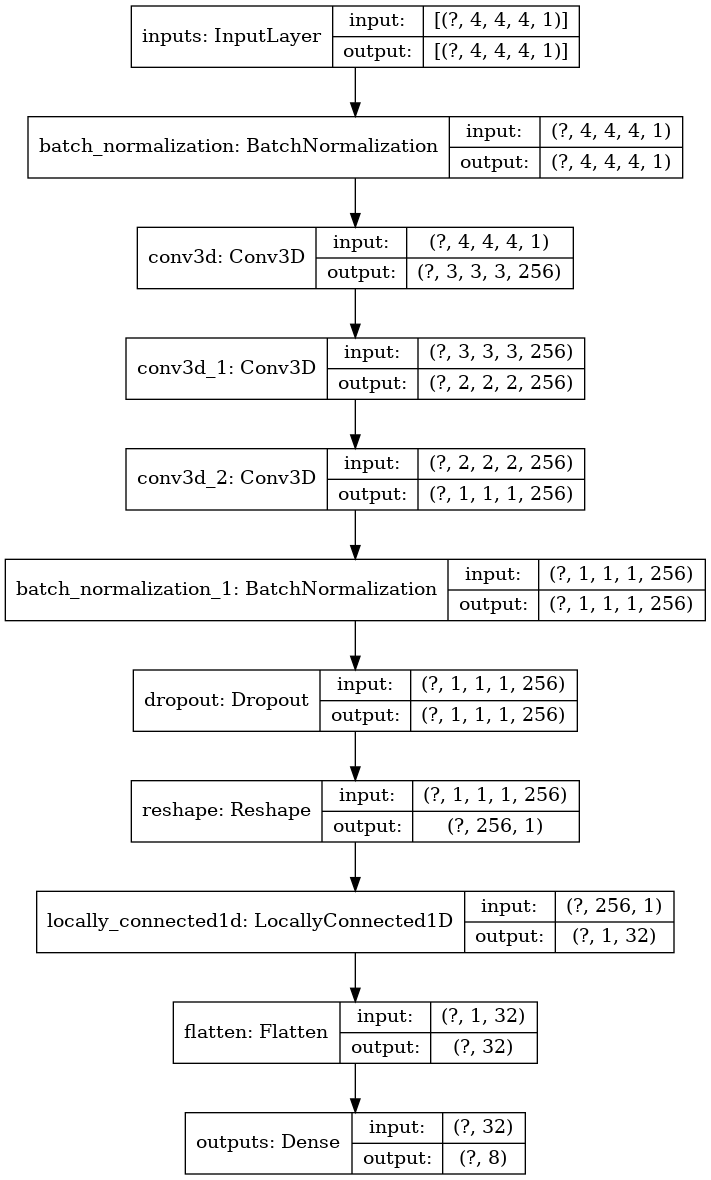 inputs: InputLayer
input: [(?, 4, 4, 4, 1)]
output: [(?, 4, 4, 4, 1)]
batch_normalization: BatchNormalization
input: (?, 4, 4, 4, 1)
output: (?, 4, 4, 4, 1)
conv3d: Conv3D
input: (?, 4, 4, 4, 1)
output: (?, 3, 3, 3, 256)
conv3d_1: Conv3D
input: (?, 3, 3, 3, 256)
output: (?, 2, 2, 2, 256)
conv3d_2: Conv3D
input: (?, 2, 2, 2, 256)
output: (?, 1, 1, 1, 256)
batch_normalization_1: BatchNormalization
input: (?, 1, 1, 1, 256)
output: (?, 1, 1, 1, 256)
dropout: Dropout
input: (?, 1, 1, 1, 256)
output: (?, 1, 1, 1, 256)
reshape: Reshape
input: (?, 1, 1, 1, 256)
output: (?, 256, 1)
locally_connected1d: LocallyConnected1D
input: (?, 256, 1)
output: (?, 1, 32)
flatten: Flatten
input: (?, 1, 32)
output: (?, 32)
outputs: Dense
input: (?, 32)
output: (?, 8)